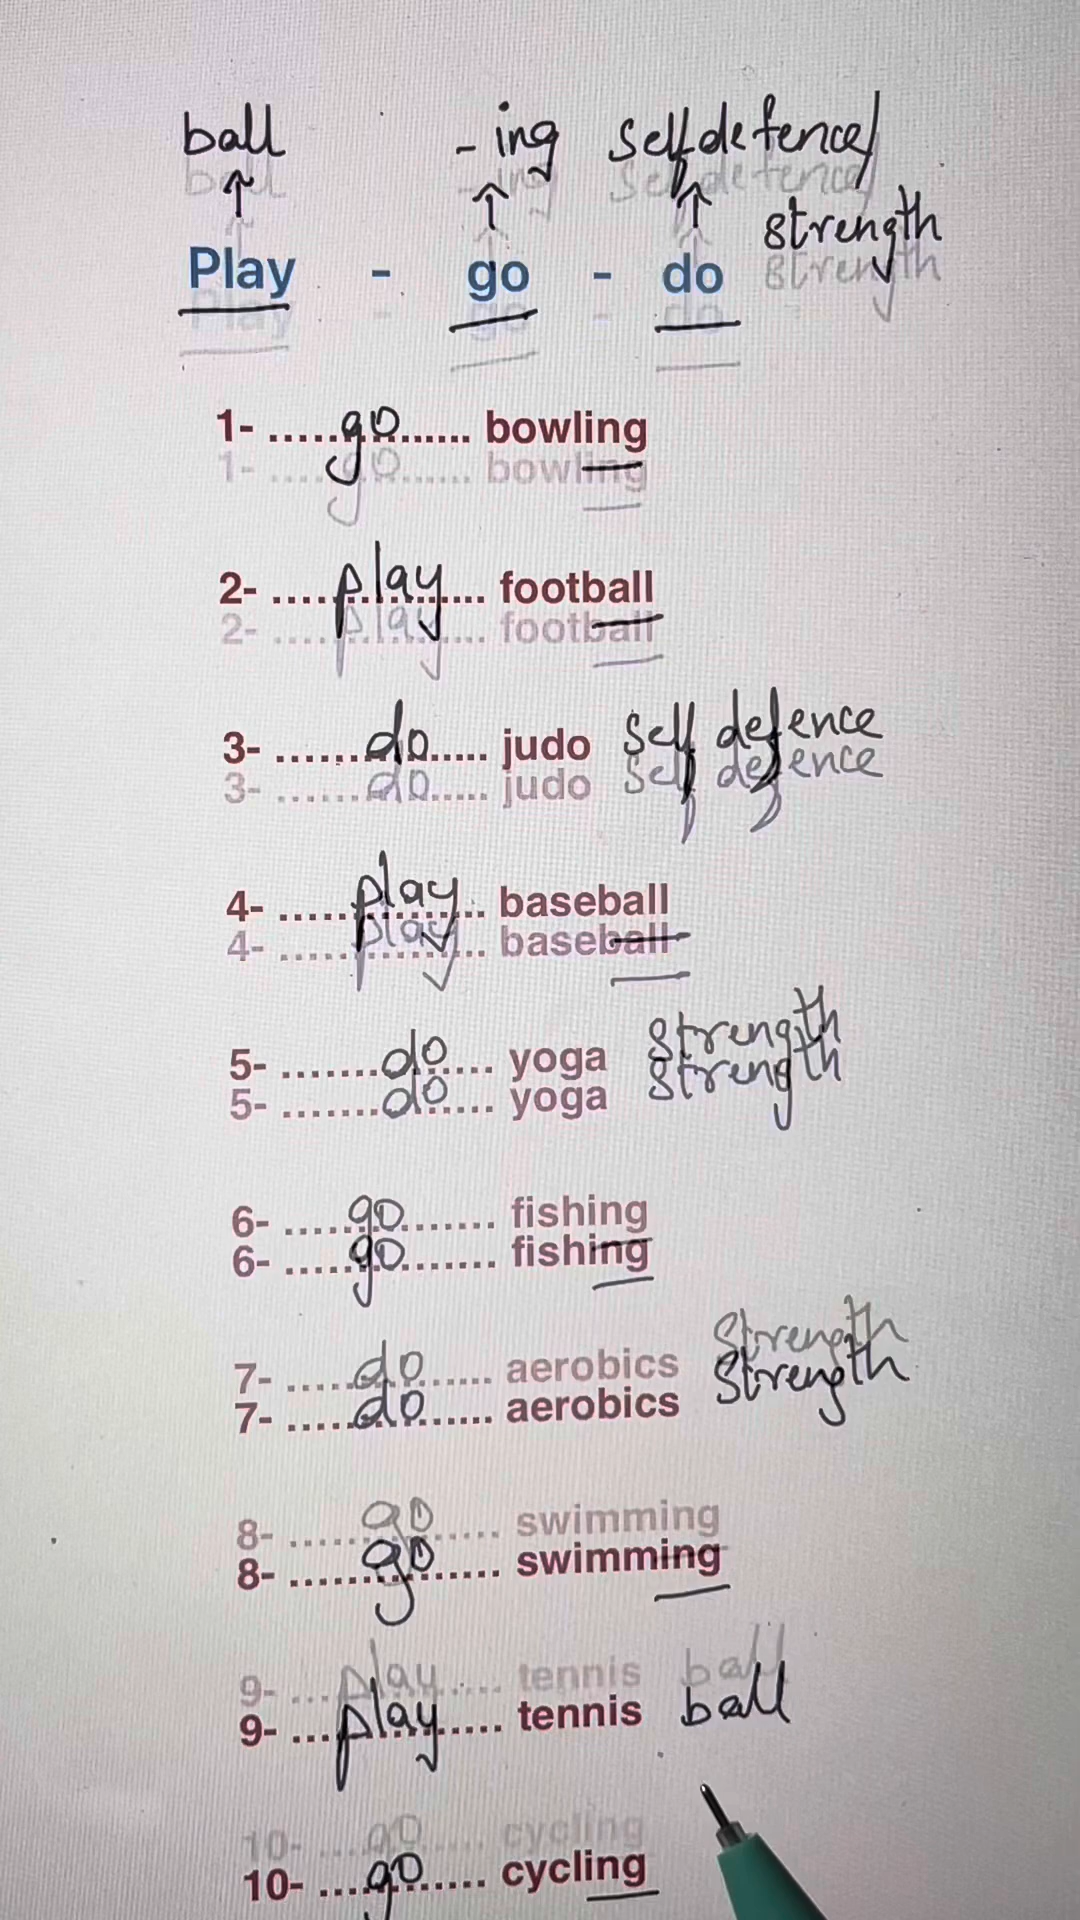 ball -ing self defence/
strength
Play - go - do
1- .....go....... bowling
2- ....play.... football
3- .......do..... judo self defence
4- .....play.. baseball
5- .......do..... yoga strength
6- .....go........ fishing
7- .....do....... aerobics strength
8- ......go...... swimming
9- ...play..... tennis ball
10- ....go...... cycling